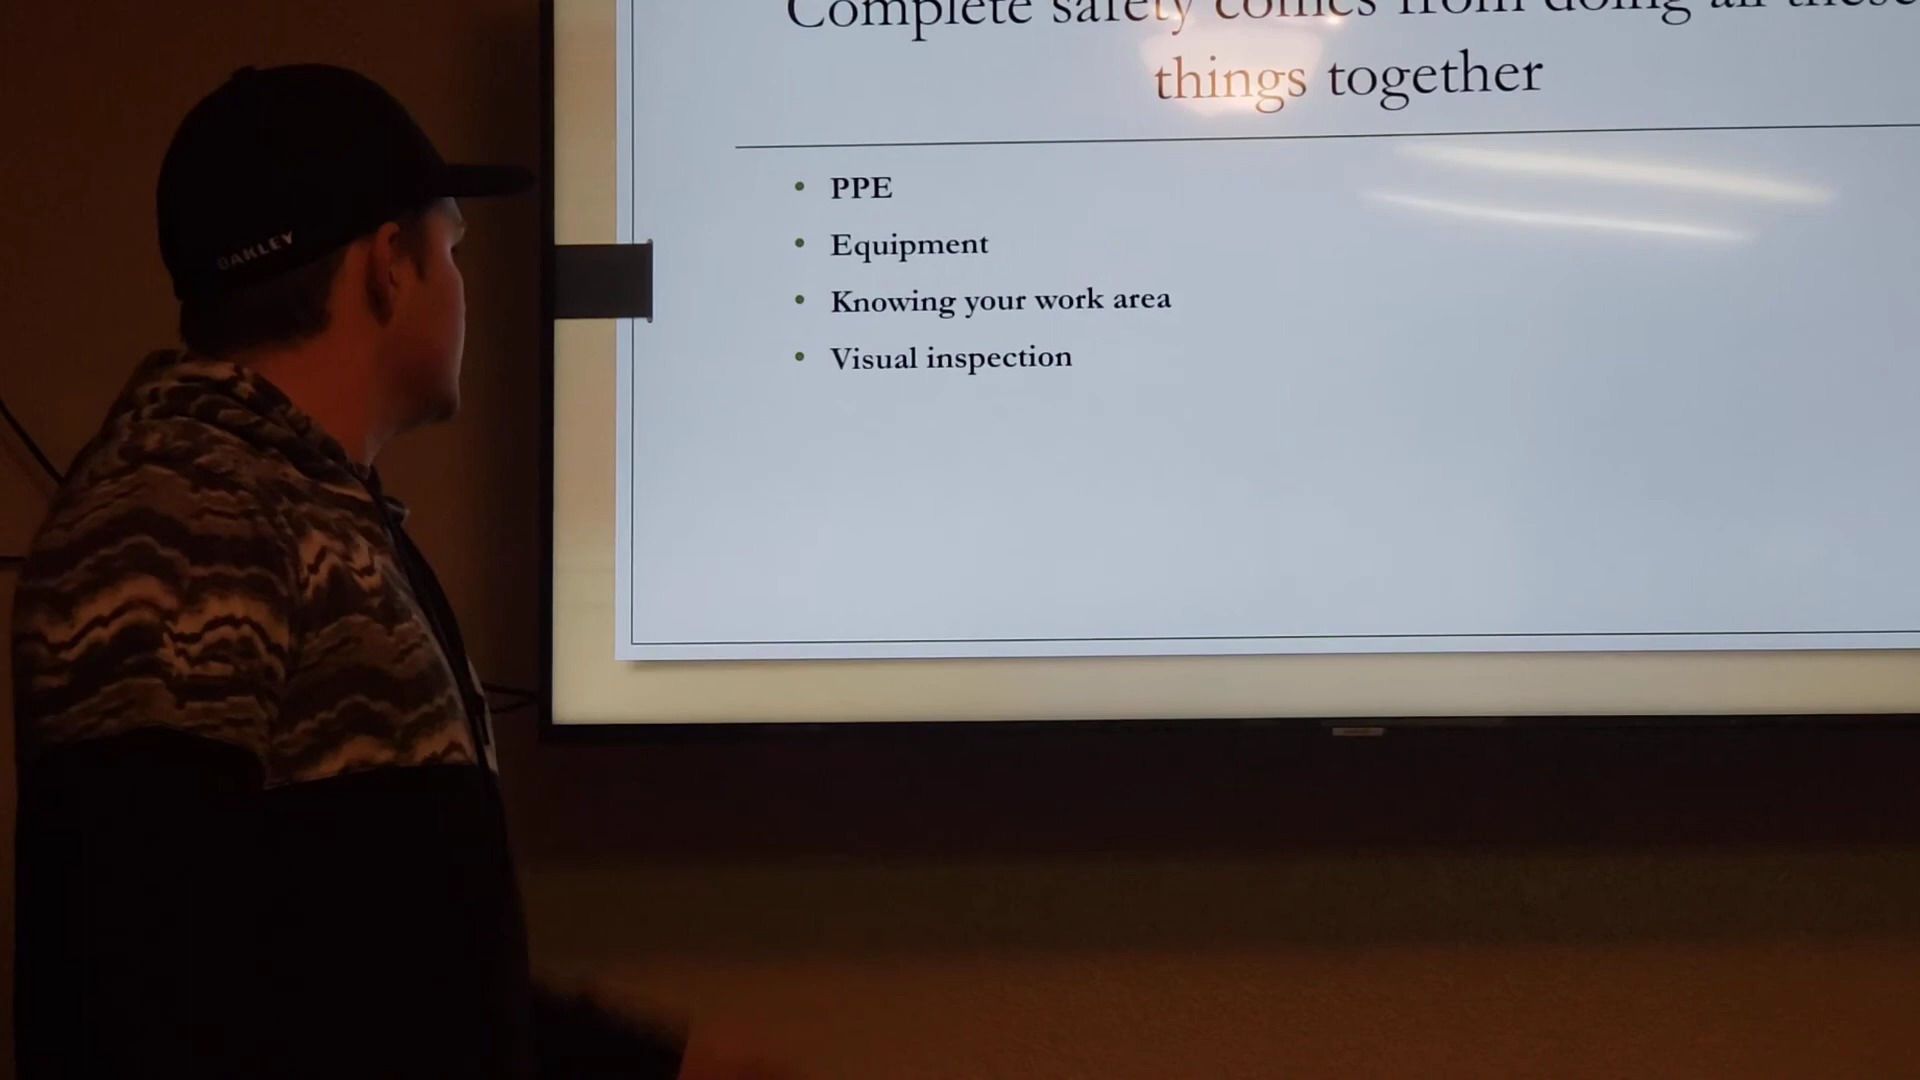 Complete safety comes from doing all these
things together
• PPE
• Equipment
• Knowing your work area
• Visual inspection
OAKLEY